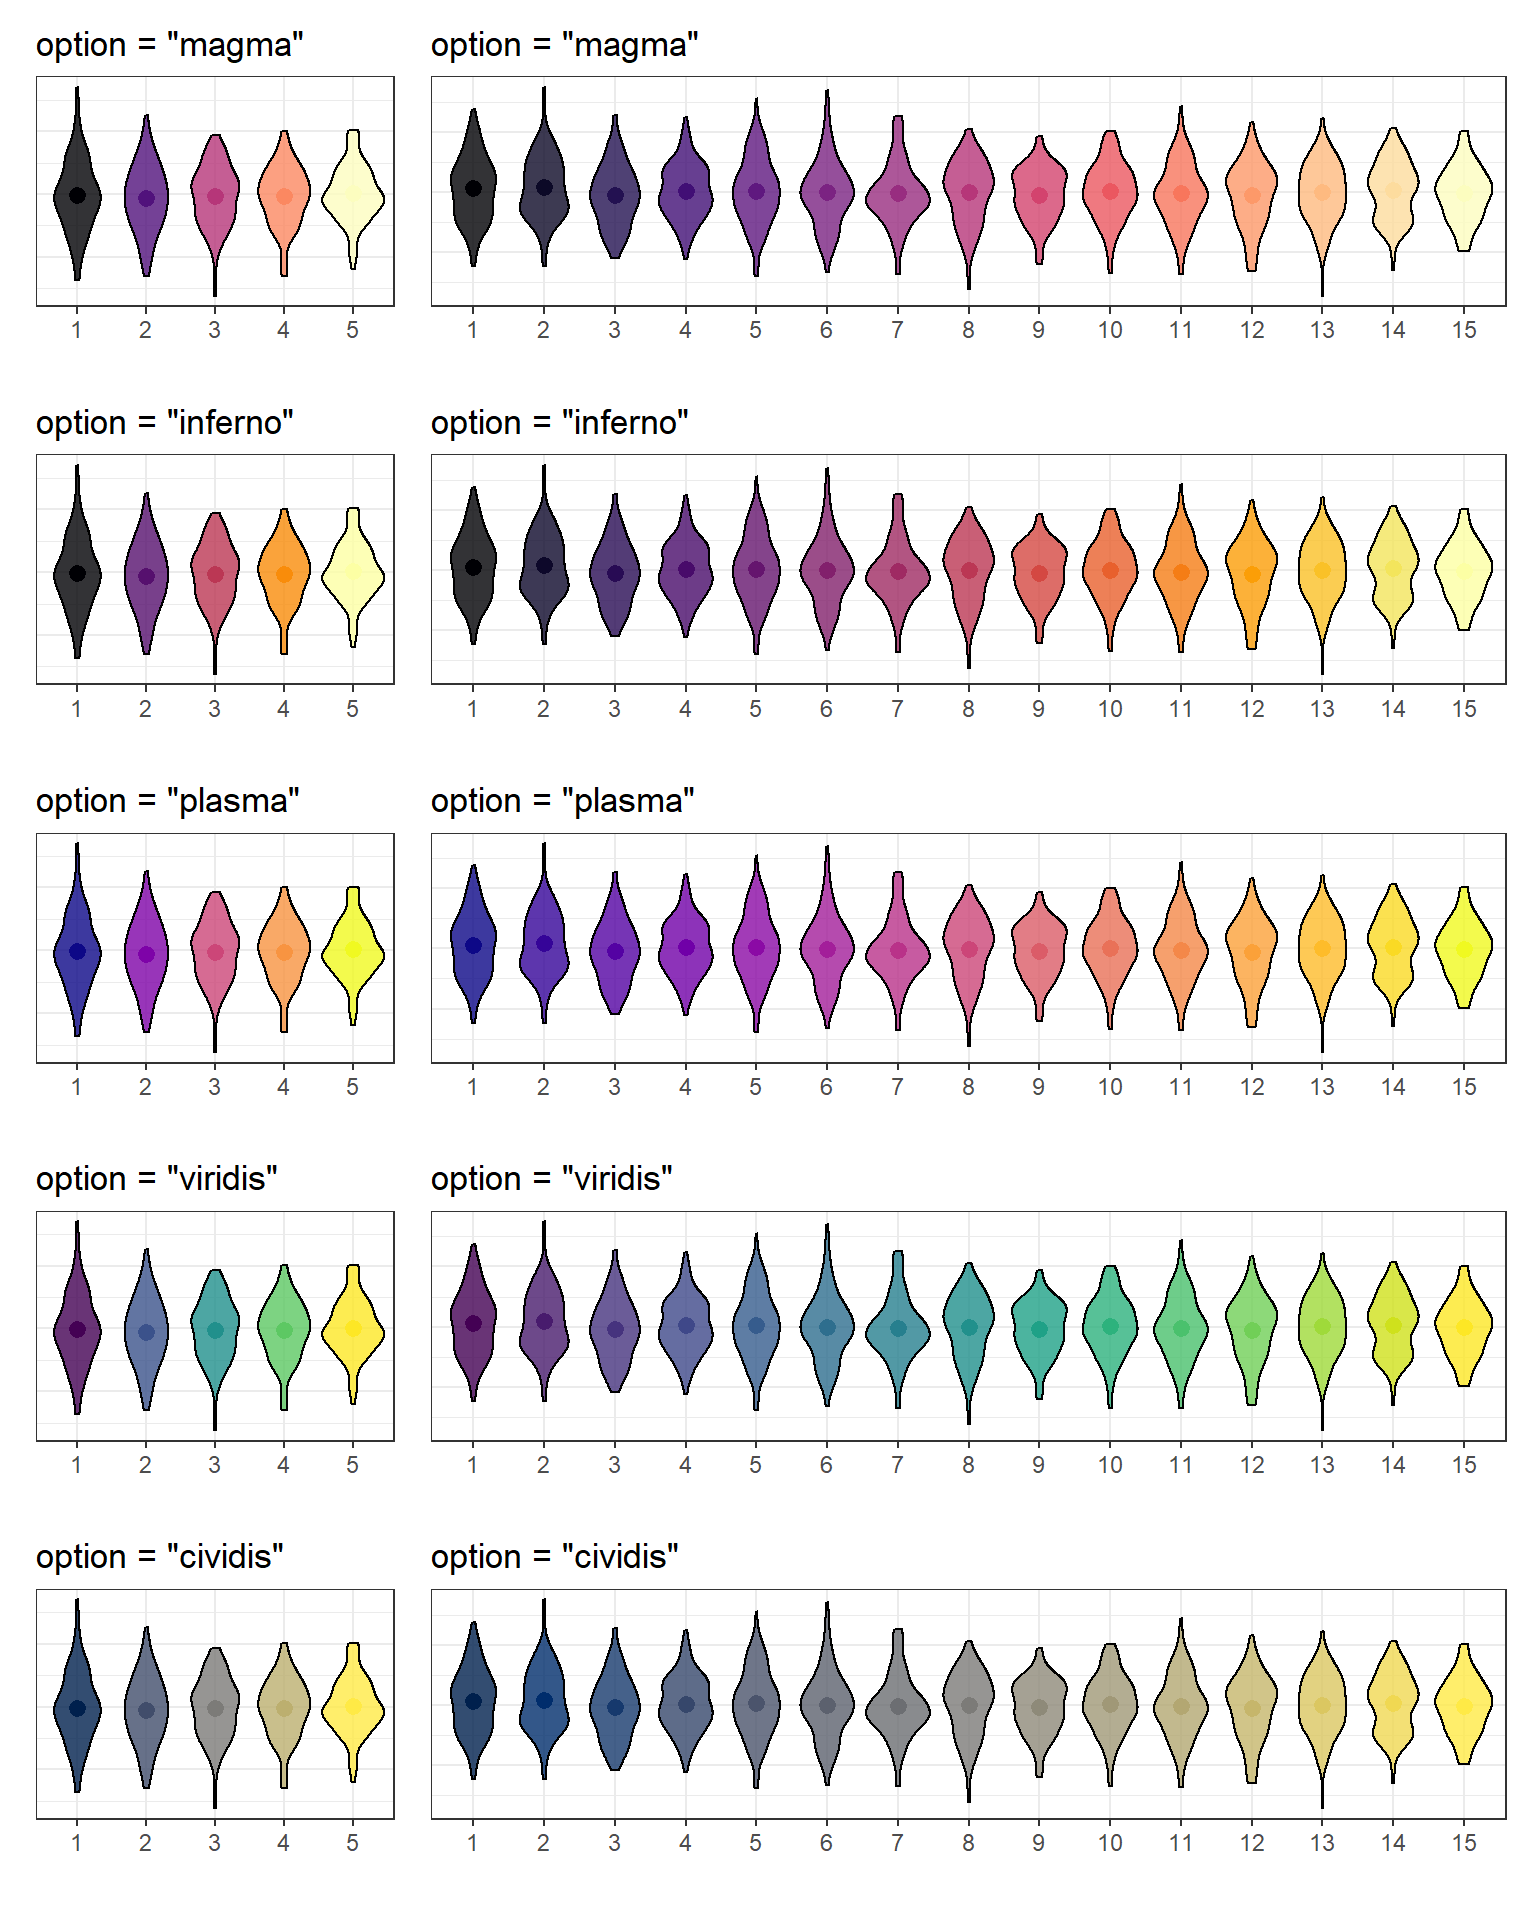 option = "magma" option = "magma"
1 2 3 4 5 1 2 3 4 5 6 7 8 9 10 11 12 13 14 15
option = "inferno" option = "inferno"
1 2 3 4 5 1 2 3 4 5 6 7 8 9 10 11 12 13 14 15
option = "plasma" option = "plasma"
1 2 3 4 5 1 2 3 4 5 6 7 8 9 10 11 12 13 14 15
option = "viridis" option = "viridis"
1 2 3 4 5 1 2 3 4 5 6 7 8 9 10 11 12 13 14 15
option = "cividis" option = "cividis"
1 2 3 4 5 1 2 3 4 5 6 7 8 9 10 11 12 13 14 15